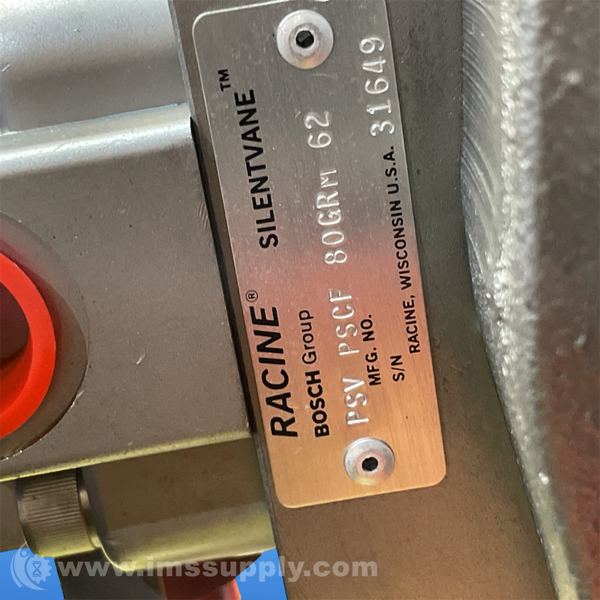 RACINE® SILENTVANE™
BOSCH Group
PSV PSCF 80GRM 62
MFG. NO.
S/N 31649
RACINE, WISCONSIN U.S.A.
www.imssupply.com